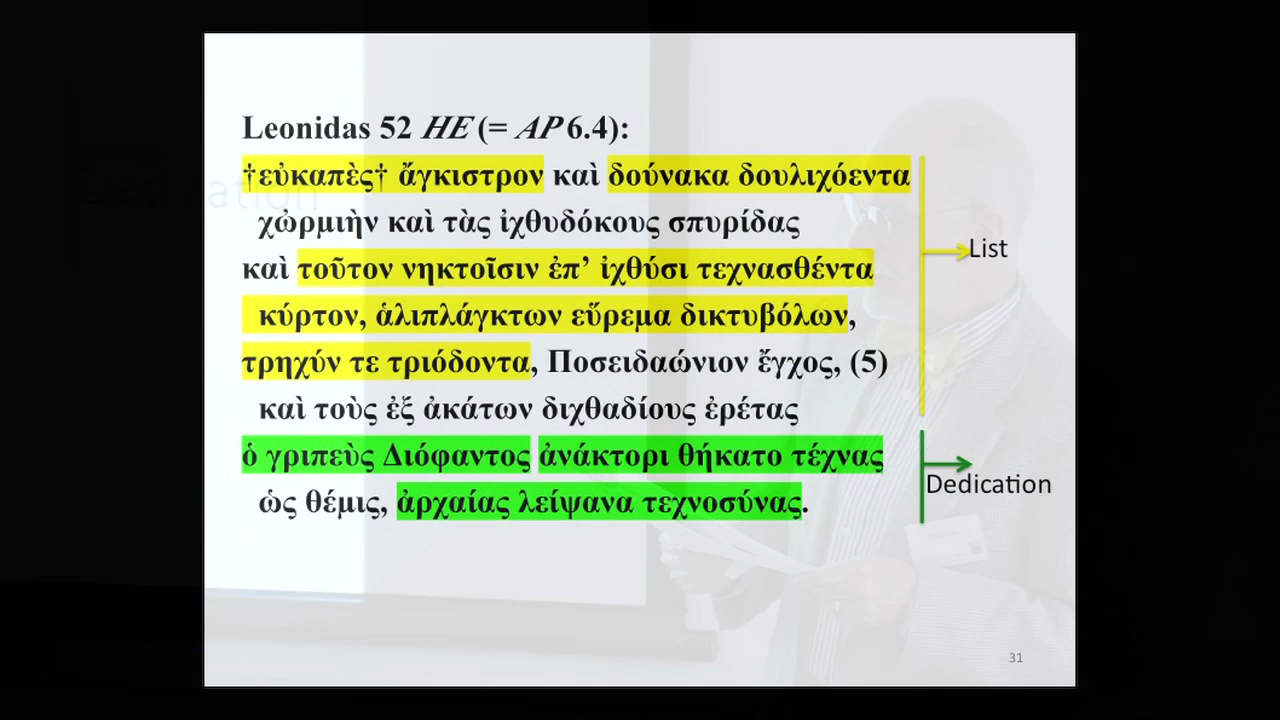 Leonidas 52 HE (= AP 6.4):
†εὐκαπὲς† ἄγκιστρον καὶ δούνακα δουλιχόεντα
χὠρμιὴν καὶ τὰς ἰχθυδόκους σπυρίδας
List
καὶ τοῦτον νηκτοῖσιν ἐπ’ ἰχθύσι τεχνασθέντα
κύρτον, ἁλιπλάγκτων εὕρεμα δικτυβόλων,
τρηχύν τε τριόδοντα, Ποσειδαώνιον ἔγχος, (5)
καὶ τοὺς ἐξ ἀκάτων διχθαδίους ἐρέτας
ὁ γριπεὺς Διόφαντος ἀνάκτορι θήκατο τέχνας
Dedication
ὡς θέμις, ἀρχαίας λείψανα τεχνοσύνας.
31